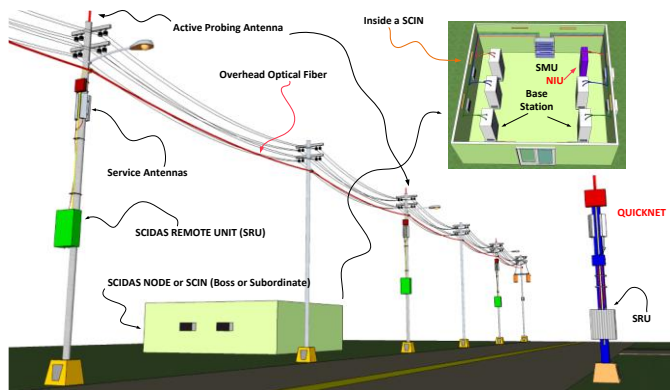 Active Probing Antenna
Inside a SCIN
SMU
NIU
Base
Station
Overhead Optical Fiber
Service Antennas
QUICKNET
SCIDAS REMOTE UNIT (SRU)
SCIDAS NODE or SCIN (Boss or Subordinate)
SRU